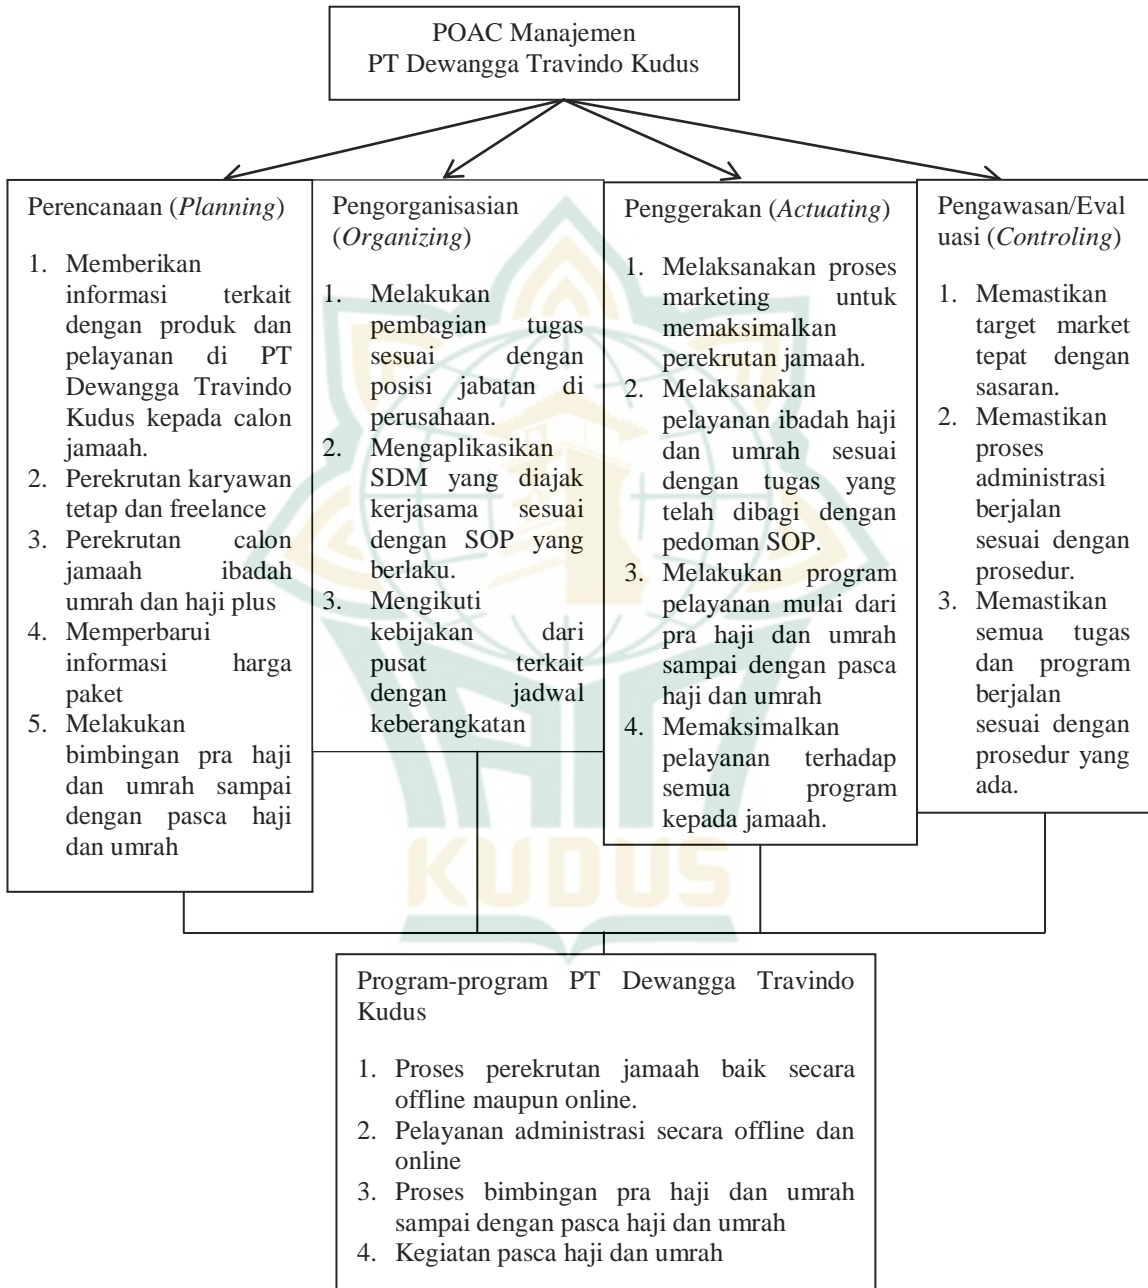 POAC Manajemen
PT Dewangga Travindo Kudus
Perencanaan (Planning)
1. Memberikan
informasi terkait
dengan produk dan
pelayanan di PT
Dewangga Travindo
Kudus kepada calon
jamaah.
2. Perekrutan karyawan
tetap dan freelance
3. Perekrutan calon
jamaah ibadah
umrah dan haji plus
4. Memperbarui
informasi harga
paket
5. Melakukan
bimbingan pra haji
dan umrah sampai
dengan pasca haji
dan umrah
Pengorganisasian
(Organizing)
1. Melakukan
pembagian tugas
sesuai dengan
posisi jabatan di
perusahaan.
2. Mengaplikasikan
SDM yang diajak
kerjasama sesuai
dengan SOP yang
berlaku.
3. Mengikuti
kebijakan dari
pusat terkait
dengan jadwal
keberangkatan
Penggerakan (Actuating)
1. Melaksanakan proses
marketing untuk
memaksimalkan
perekrutan jamaah.
2. Melaksanakan
pelayanan ibadah haji
dan umrah sesuai
dengan tugas yang
telah dibagi dengan
pedoman SOP.
3. Melakukan program
pelayanan mulai dari
pra haji dan umrah
sampai dengan pasca
haji dan umrah
4. Memaksimalkan
pelayanan terhadap
semua program
kepada jamaah.
Pengawasan/Eval
uasi (Controling)
1. Memastikan
target market
tepat dengan
sasaran.
2. Memastikan
proses
administrasi
berjalan
sesuai dengan
prosedur.
3. Memastikan
semua tugas
dan program
berjalan
sesuai dengan
prosedur yang
ada.
KUDUS
Program-program PT Dewangga Travindo
Kudus
1. Proses perekrutan jamaah baik secara
offline maupun online.
2. Pelayanan administrasi secara offline dan
online
3. Proses bimbingan pra haji dan umrah
sampai dengan pasca haji dan umrah
4. Kegiatan pasca haji dan umrah